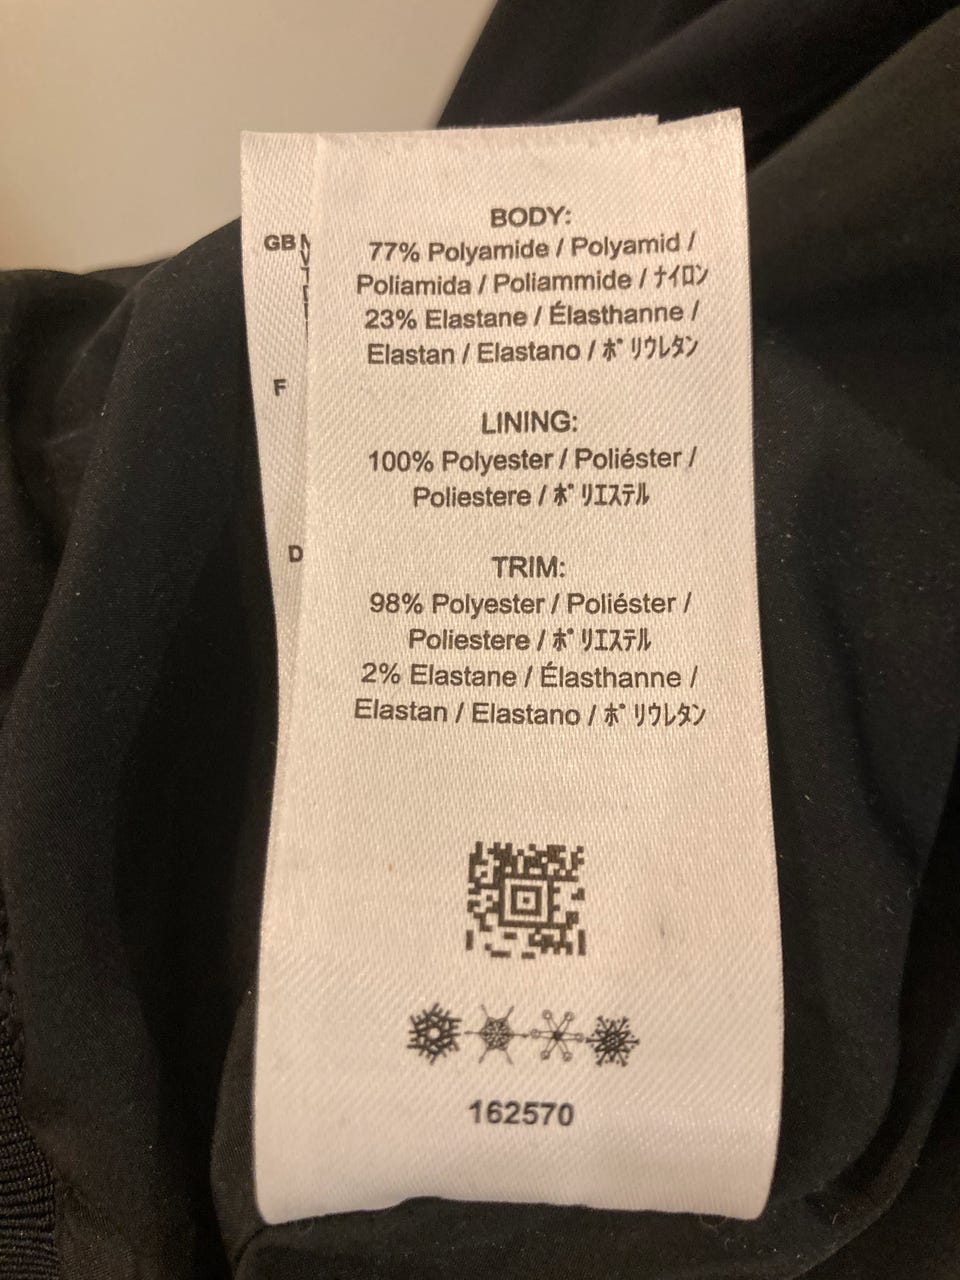 GB
F
D
BODY:
77% Polyamide / Polyamid /
Poliamida / Poliammide / ﾅｲﾛﾝ
23% Elastane / Élasthanne /
Elastan / Elastano / ﾎﾟﾘｳﾚﾀﾝ
LINING:
100% Polyester / Poliéster /
Poliestere / ﾎﾟﾘｴｽﾃﾙ
TRIM:
98% Polyester / Poliéster /
Poliestere / ﾎﾟﾘｴｽﾃﾙ
2% Elastane / Élasthanne /
Elastan / Elastano / ﾎﾟﾘｳﾚﾀﾝ
162570